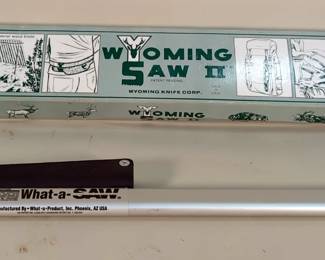 WYOMING
SAW II
PATENT PENDING
WYOMING KNIFE CORP.
WYOMING
SAW II
What-a-SAW.
Manufactured By • What-a-Product, Inc. Phoenix, AZ USA